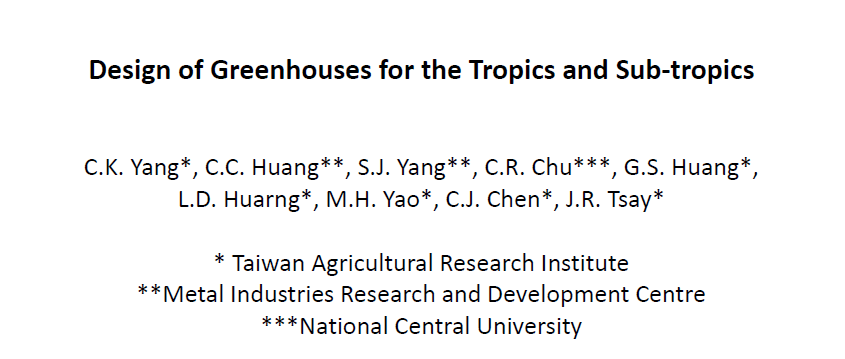 Design of Greenhouses for the Tropics and Sub-tropics
C.K. Yang*, C.C. Huang**, S.J. Yang**, C.R. Chu***, G.S. Huang*,
L.D. Huarng*, M.H. Yao*, C.J. Chen*, J.R. Tsay*
* Taiwan Agricultural Research Institute
**Metal Industries Research and Development Centre
***National Central University